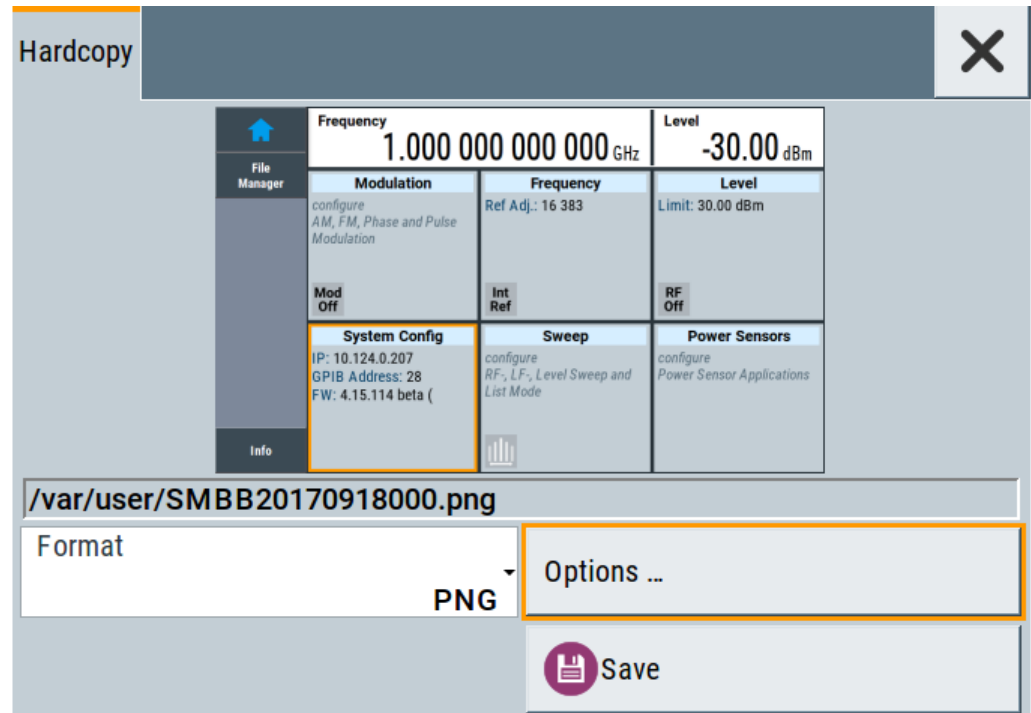 Hardcopy
Frequency
1.000 000 000 000 GHz
Level
-30.00 dBm
File
Manager
Modulation
configure
AM, FM, Phase and Pulse
Modulation
Mod
Off
Frequency
Ref Adj.: 16 383
Int
Ref
Level
Limit: 30.00 dBm
RF
Off
System Config
IP: 10.124.0.207
GPIB Address: 28
FW: 4.15.114 beta (
Sweep
configure
RF-, LF-, Level Sweep and
List Mode
Power Sensors
configure
Power Sensor Applications
Info
/var/user/SMBB20170918000.png
Format
PNG
Options ...
Save